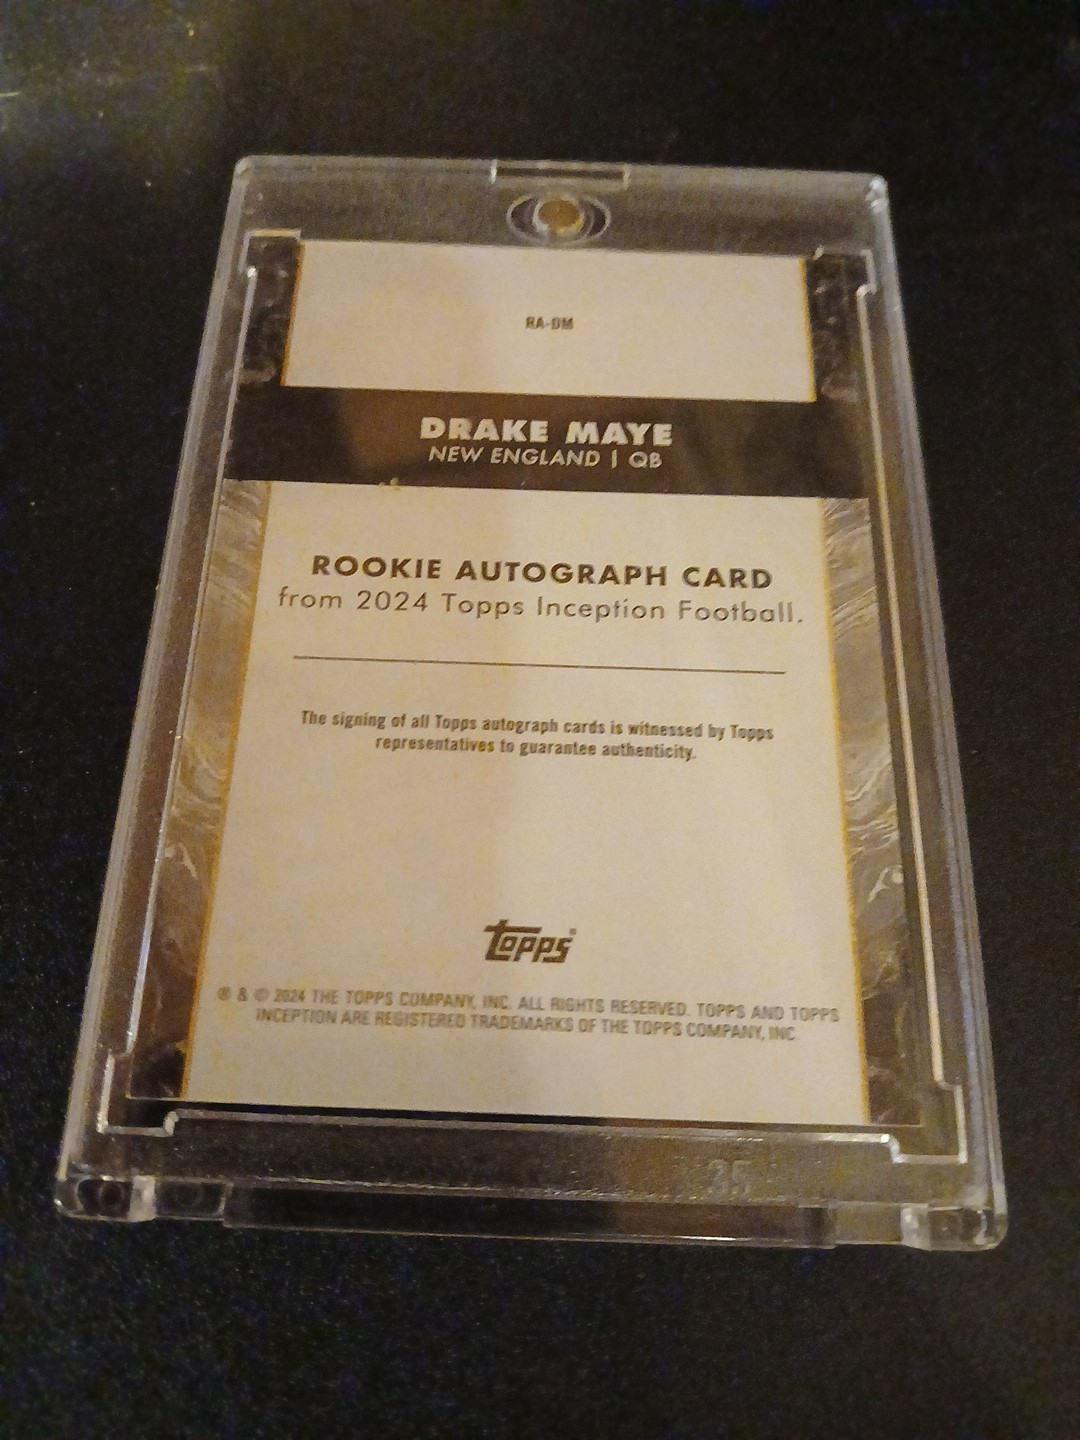 RA-DM
DRAKE MAYE
NEW ENGLAND | QB
ROOKIE AUTOGRAPH CARD
from 2024 Topps Inception Football.
The signing of all Topps autograph cards is witnessed by Topps
representatives to guarantee authenticity.
topps®
® & © 2024 THE TOPPS COMPANY, INC. ALL RIGHTS RESERVED. TOPPS AND TOPPS
INCEPTION ARE REGISTERED TRADEMARKS OF THE TOPPS COMPANY, INC.
35